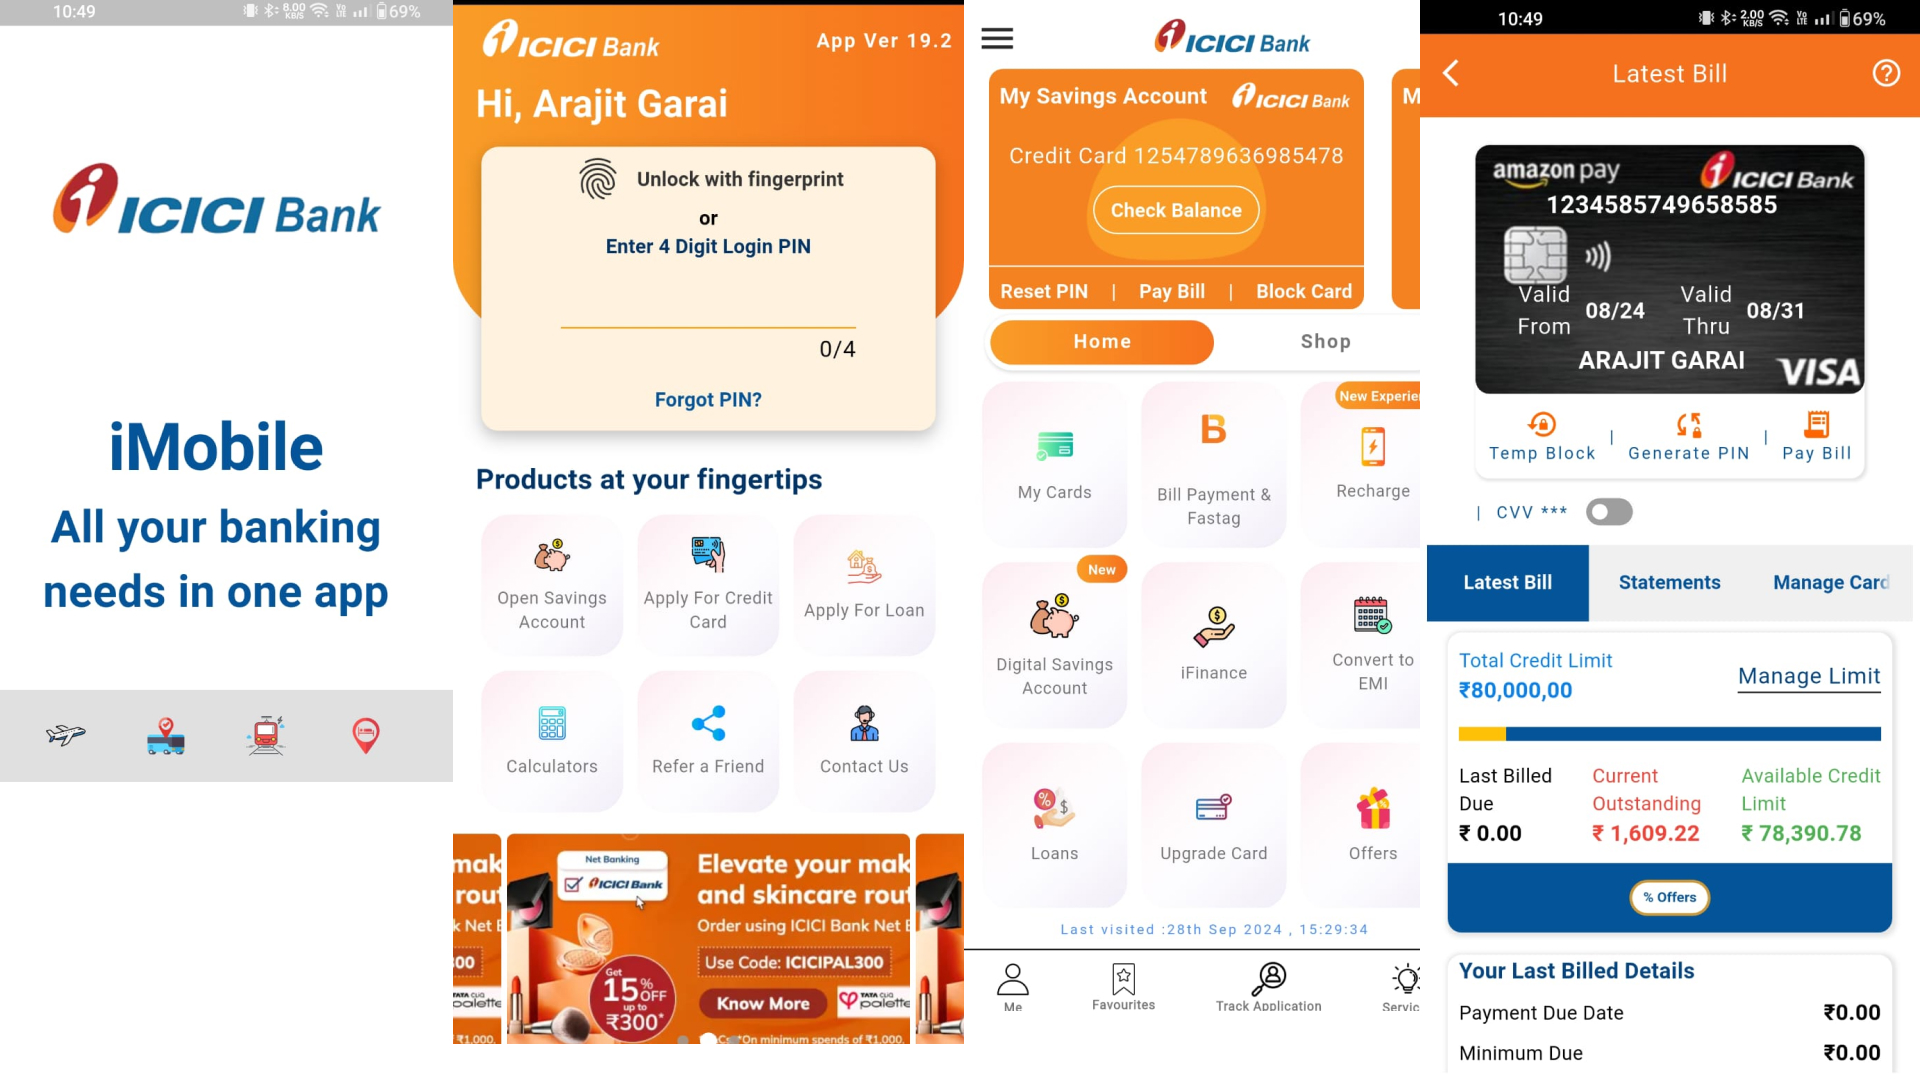 10:49
8.00
KB/S
Vo
LTE
69%
ICICI Bank
iMobile
All your banking
needs in one app
ICICI Bank
App Ver 19.2
Hi, Arajit Garai
Unlock with fingerprint
or
Enter 4 Digit Login PIN
0/4
Forgot PIN?
Products at your fingertips
Open Savings
Account
Apply For Credit
Card
Apply For Loan
Calculators
Refer a Friend
Contact Us
Net Banking
ICICI Bank
Elevate your mak
and skincare rout
Order using ICICI Bank Net
Use Code: ICICIPAL300
Get
15% OFF
up to
₹300*
Know More
TATA CLiQ
palette
*On minimum spends of ₹1,000.
ICICI Bank
My Savings Account
ICICI Bank
M
Credit Card 1254789636985478
Check Balance
Reset PIN | Pay Bill | Block Card
Home
Shop
My Cards
Bill Payment &
Fastag
New Experie
Recharge
New
Digital Savings
Account
iFinance
Convert to
EMI
Loans
Upgrade Card
Offers
Last visited :28th Sep 2024 , 15:29:34
Me
Favourites
Track Application
Servic
10:49
2.00
KB/S
Vo
LTE
69%
Latest Bill
amazon pay
ICICI Bank
1234585749658585
Valid
From
08/24
Valid
Thru
08/31
ARAJIT GARAI
VISA
Temp Block | Generate PIN | Pay Bill
| CVV ***
Latest Bill
Statements
Manage Card
Total Credit Limit
₹80,000,00
Manage Limit
Last Billed
Due
₹ 0.00
Current
Outstanding
₹ 1,609.22
Available Credit
Limit
₹ 78,390.78
% Offers
Your Last Billed Details
Payment Due Date ₹0.00
Minimum Due ₹0.00